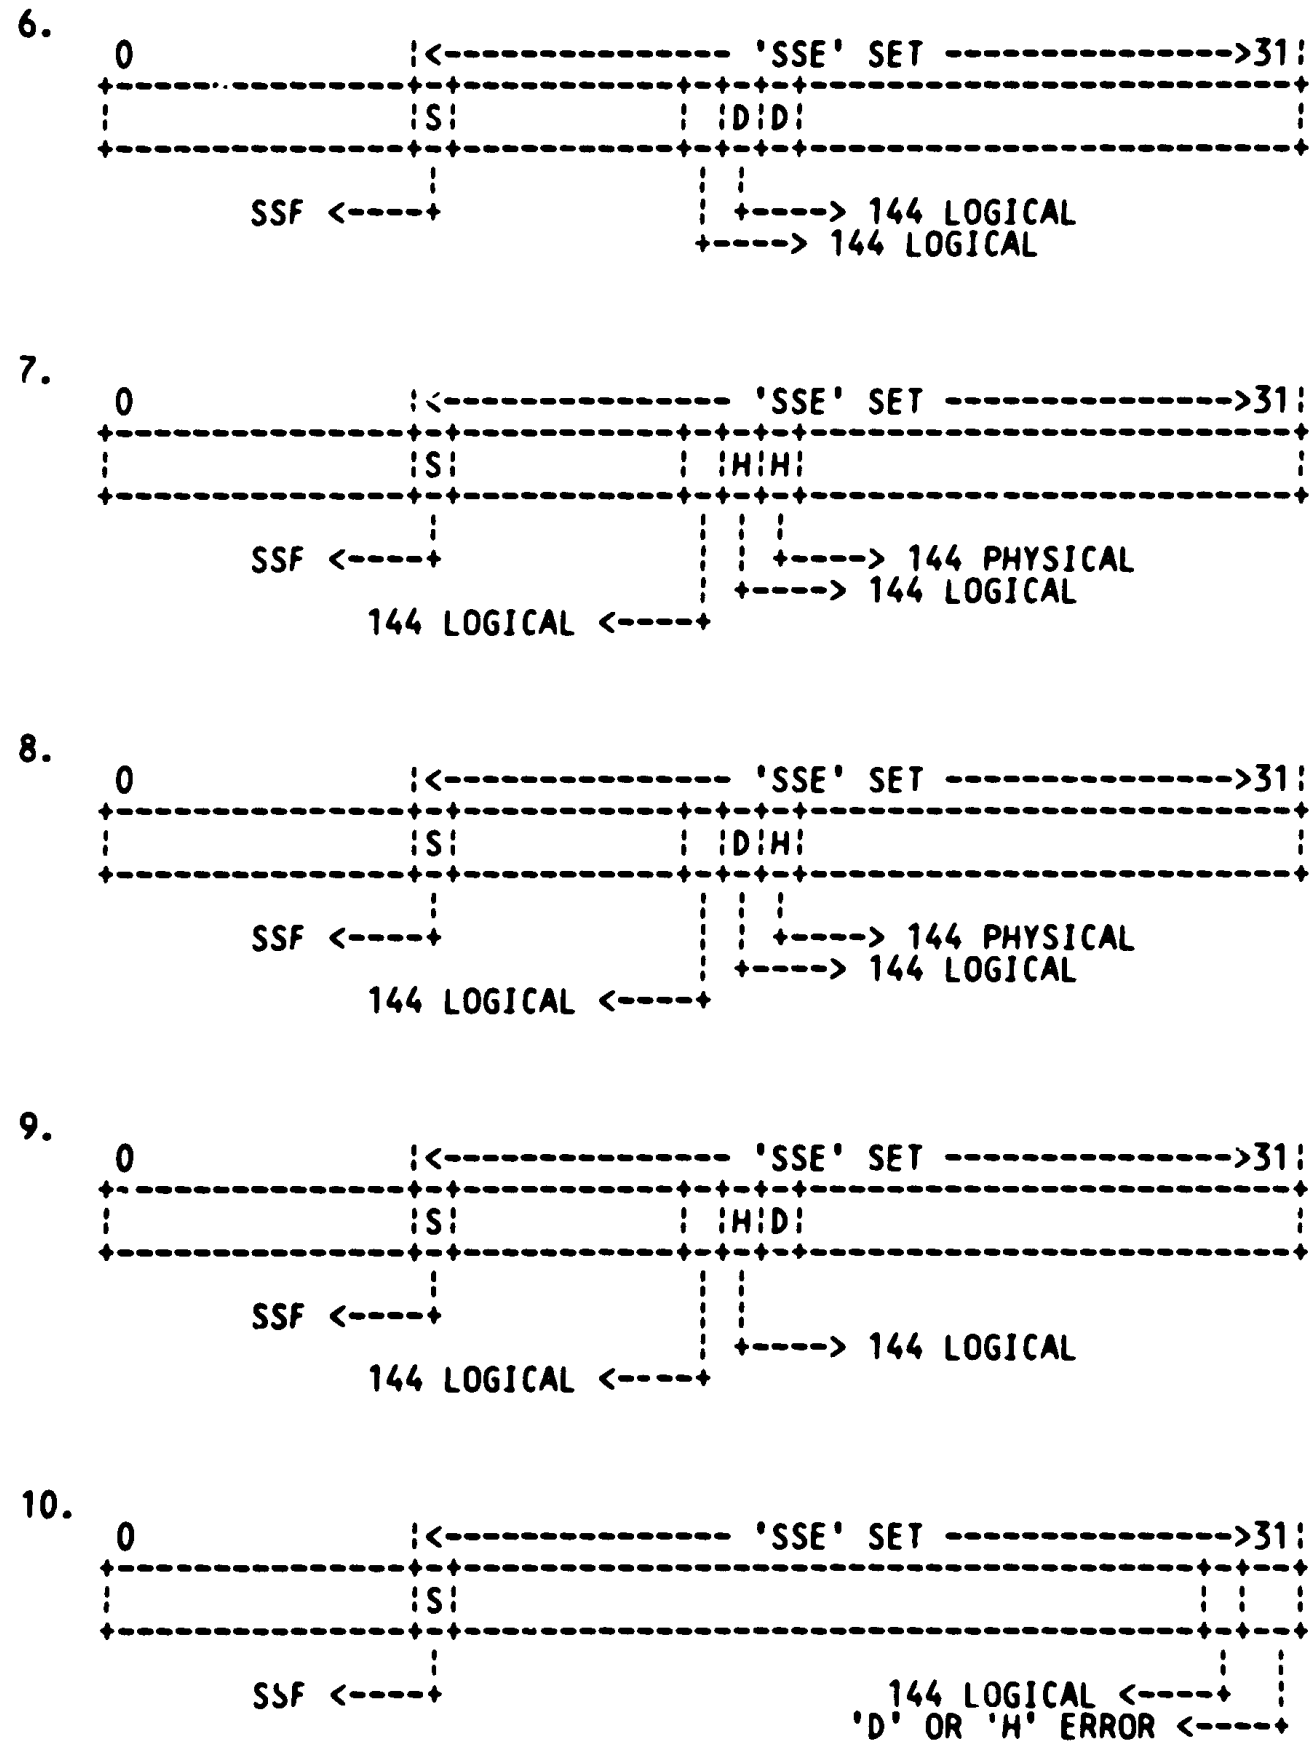 6.
0 ¦<--------------- 'SSE' SET --------------->31¦
+---------------+-+------------+-+-+-+--------------------------+
¦ ¦S¦ ¦ ¦D¦D¦ ¦
+---------------+-+------------+-+-+-+--------------------------+
SSF <----+ +----> 144 LOGICAL
+----> 144 LOGICAL
7.
0 ¦<--------------- 'SSE' SET --------------->31¦
+---------------+-+------------+-+-+-+--------------------------+
¦ ¦S¦ ¦ ¦H¦H¦ ¦
+---------------+-+------------+-+-+-+--------------------------+
SSF <----+ +----> 144 PHYSICAL
+----> 144 LOGICAL
144 LOGICAL <----+
8.
0 ¦<--------------- 'SSE' SET --------------->31¦
+---------------+-+------------+-+-+-+--------------------------+
¦ ¦S¦ ¦ ¦D¦H¦ ¦
+---------------+-+------------+-+-+-+--------------------------+
SSF <----+ +----> 144 PHYSICAL
+----> 144 LOGICAL
144 LOGICAL <----+
9.
0 ¦<--------------- 'SSE' SET --------------->31¦
+---------------+-+------------+-+-+-+--------------------------+
¦ ¦S¦ ¦ ¦H¦D¦ ¦
+---------------+-+------------+-+-+-+--------------------------+
SSF <----+
+----> 144 LOGICAL
144 LOGICAL <----+
10.
0 ¦<--------------- 'SSE' SET --------------->31¦
+---------------+-+---------------------------------------+-+--+
¦ ¦S¦ ¦ ¦ ¦
+---------------+-+---------------------------------------+-+--+
SSF <----+ 144 LOGICAL <----+
'D' OR 'H' ERROR <----+